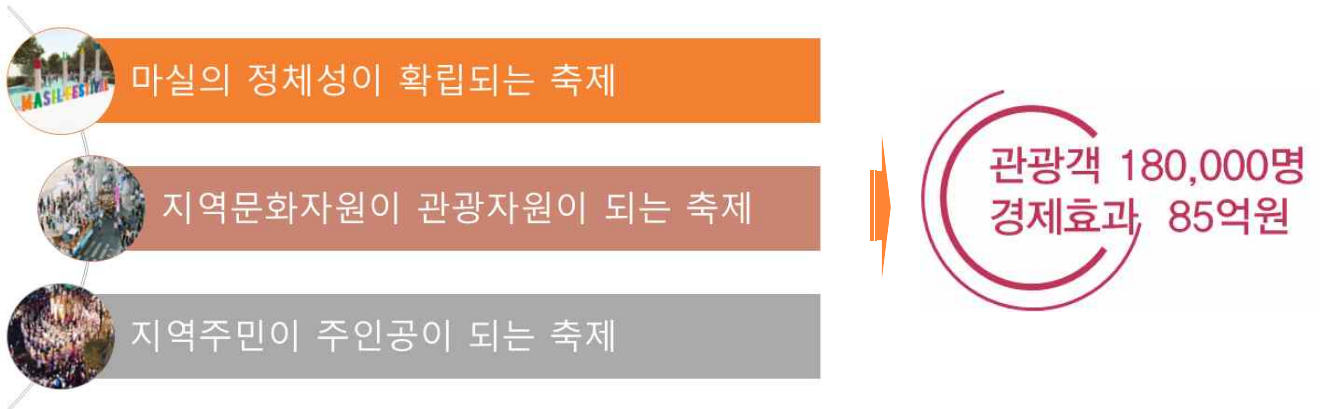 MASIL FESTIVAL
마실의 정체성이 확립되는 축제
지역문화자원이 관광자원이 되는 축제
지역주민이 주인공이 되는 축제
관광객 180,000명
경제효과 85억원